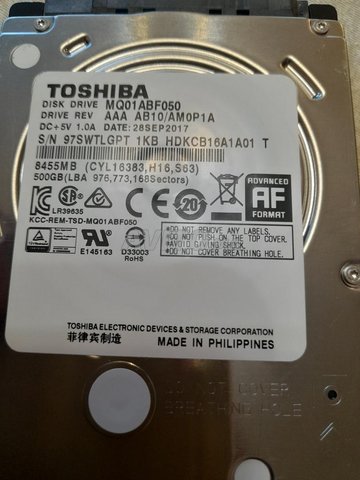 TOSHIBA
DISK DRIVE MQ01ABF050
DRIVE REV AAA AB10/AM0P1A
DC+5V 1.0A DATE:28SEP2017
S/N 97SWTLGPT 1KB HDKCB16A1A01 T
8455MB (CYL16383,H16,S63)
500GB(LBA 976,773,168Sectors)
ADVANCED
AF
FORMAT
LR39635
20
KCC-REM-TSD-MQ01ABF050
E145163
D33003
RoHS
*DO NOT REMOVE ANY LABELS.
*DO NOT PUSH ON THE TOP COVER.
*AVOID GIVING SHOCK.
*DO NOT COVER BREATHING HOLE.
TOSHIBA ELECTRONIC DEVICES & STORAGE CORPORATION
菲律宾制造
MADE IN PHILIPPINES
DO NOT COVER
BREATHING HOLE